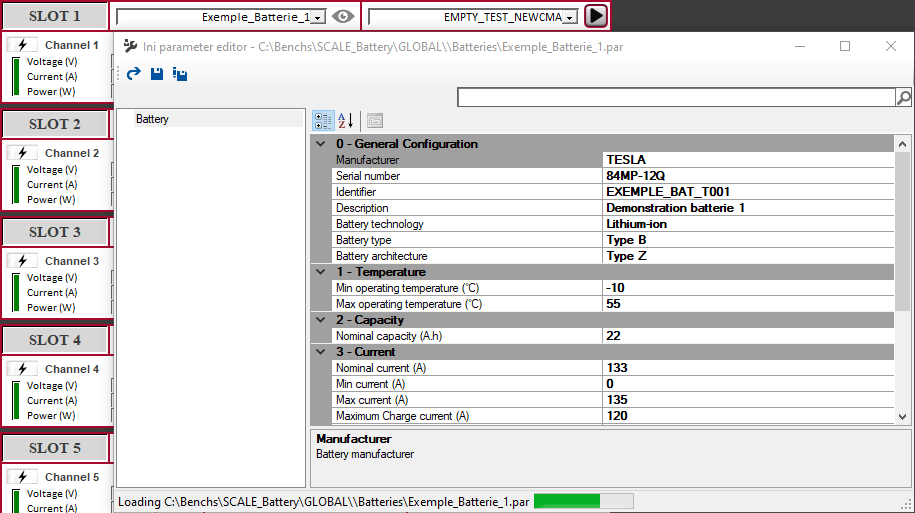 SLOT 1
Exemple_Batterie_1
EMPTY_TEST_NEWCMA
Channel 1
Voltage (V)
Current (A)
Power (W)
SLOT 2
Channel 2
Voltage (V)
Current (A)
Power (W)
SLOT 3
Channel 3
Voltage (V)
Current (A)
Power (W)
SLOT 4
Channel 4
Voltage (V)
Current (A)
Power (W)
SLOT 5
Channel 5
Voltage (V)
Current (A)
Power (W)
Ini parameter editor - C:\Benchs\SCALE_Battery\GLOBAL\\Batteries\Exemple_Batterie_1.par
Battery
0 - General Configuration
Manufacturer TESLA
Serial number 84MP-12Q
Identifier EXEMPLE_BAT_T001
Description Demonstration batterie 1
Battery technology Lithium-ion
Battery type Type B
Battery architecture Type Z
1 - Temperature
Min operating temperature (°C) -10
Max operating temperature (°C) 55
2 - Capacity
Nominal capacity (A.h) 22
3 - Current
Nominal current (A) 133
Min current (A) 0
Max current (A) 135
Maximum Charge current (A) 120
Manufacturer
Battery manufacturer
Loading C:\Benchs\SCALE_Battery\GLOBAL\\Batteries\Exemple_Batterie_1.par